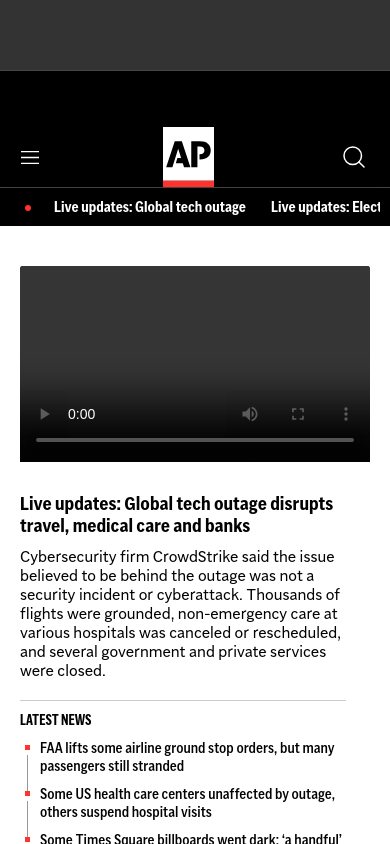 AP
Live updates: Global tech outage Live updates: Elect
0:00
Live updates: Global tech outage disrupts
travel, medical care and banks
Cybersecurity firm CrowdStrike said the issue
believed to be behind the outage was not a
security incident or cyberattack. Thousands of
flights were grounded, non-emergency care at
various hospitals was canceled or rescheduled,
and several government and private services
were closed.
LATEST NEWS
FAA lifts some airline ground stop orders, but many
passengers still stranded
Some US health care centers unaffected by outage,
others suspend hospital visits
Some Times Square billboards went dark; ‘a handful’